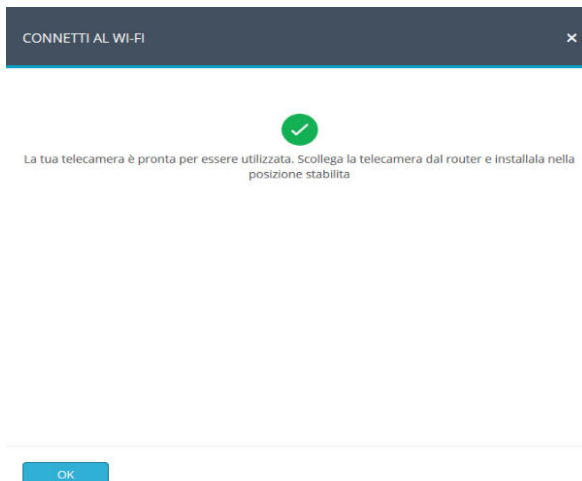 CONNETTI AL WI-FI ×
La tua telecamera è pronta per essere utilizzata. Scollega la telecamera dal router e installala nella
posizione stabilita
OK